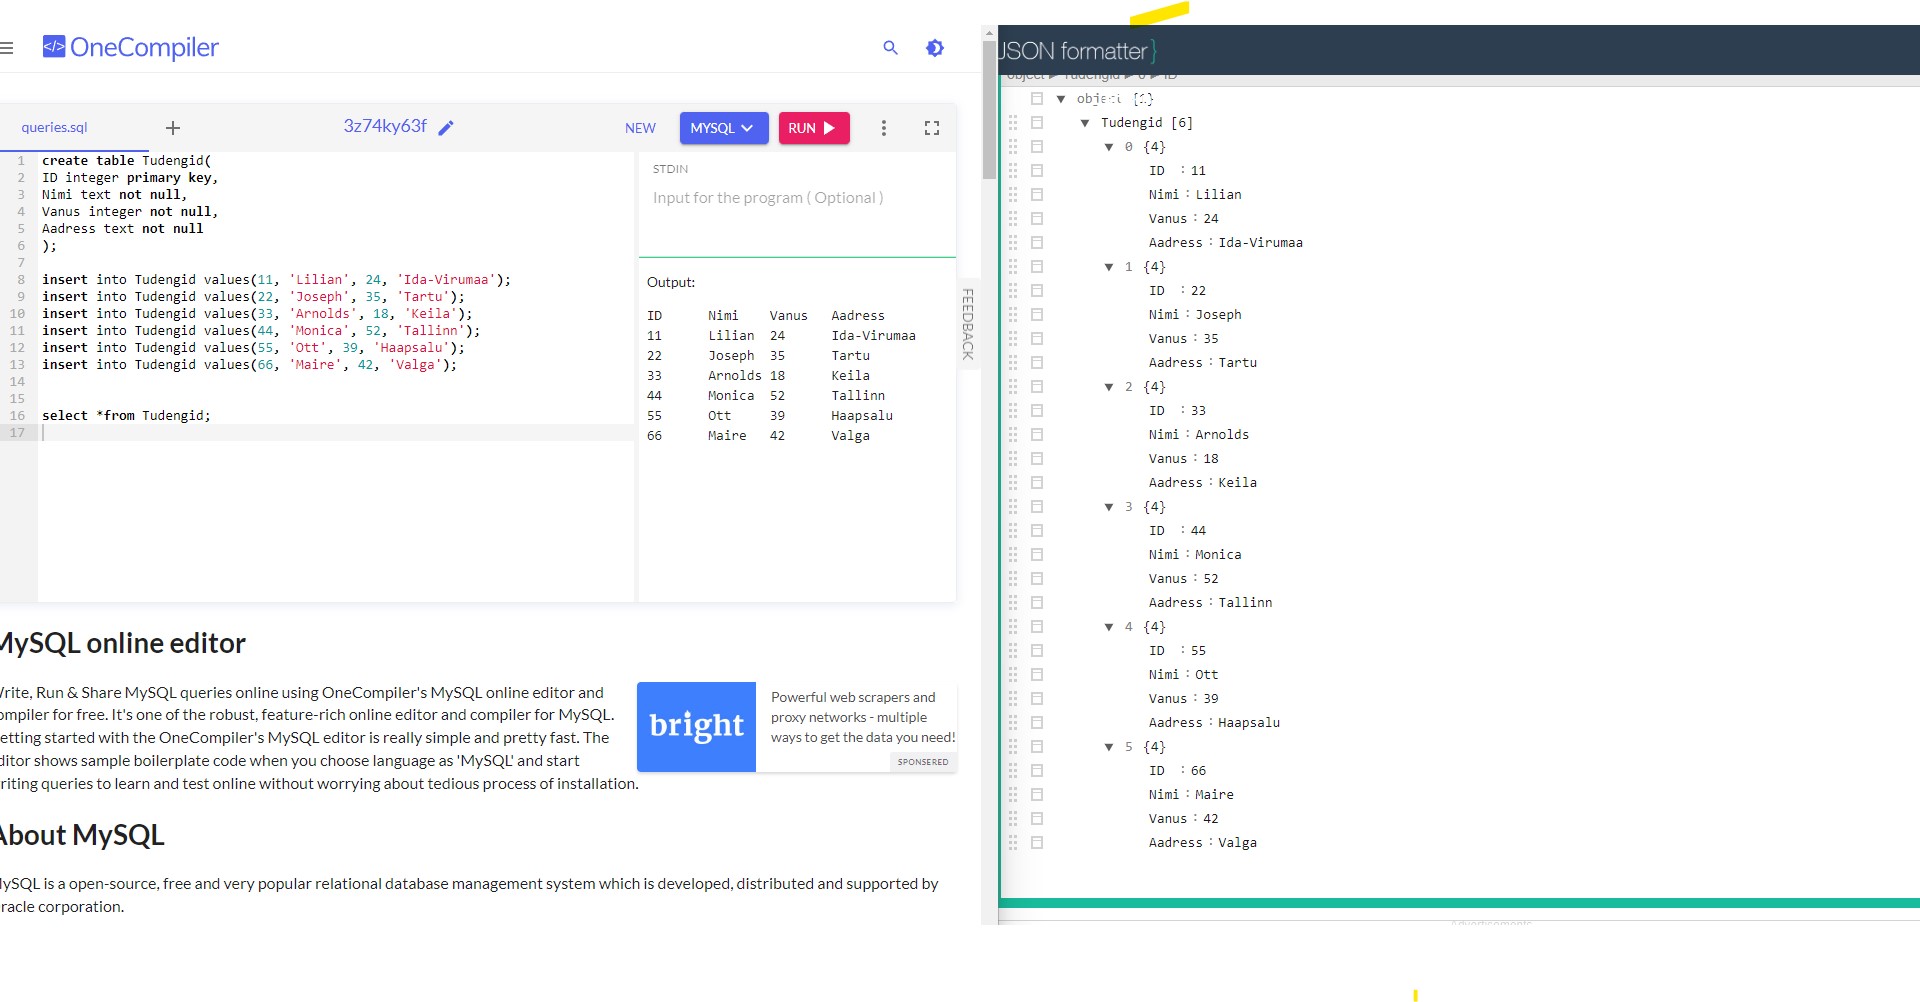 OneCompiler
queries.sql
3z74ky63f
NEW
MYSQL
RUN
1 create table Tudengid(
2 ID integer primary key,
3 Nimi text not null,
4 Vanus integer not null,
5 Aadress text not null
6 );
7
8 insert into Tudengid values(11, 'Lilian', 24, 'Ida-Virumaa');
9 insert into Tudengid values(22, 'Joseph', 35, 'Tartu');
10 insert into Tudengid values(33, 'Arnolds', 18, 'Keila');
11 insert into Tudengid values(44, 'Monica', 52, 'Tallinn');
12 insert into Tudengid values(55, 'Ott', 39, 'Haapsalu');
13 insert into Tudengid values(66, 'Maire', 42, 'Valga');
14
15
16 select *from Tudengid;
17
STDIN
Input for the program ( Optional )
Output:
ID Nimi Vanus Aadress
11 Lilian 24 Ida-Virumaa
22 Joseph 35 Tartu
33 Arnolds 18 Keila
44 Monica 52 Tallinn
55 Ott 39 Haapsalu
66 Maire 42 Valga
FEEDBACK
MySQL online editor
Write, Run & Share MySQL queries online using OneCompiler's MySQL online editor and
compiler for free. It's one of the robust, feature-rich online editor and compiler for MySQL.
Getting started with the OneCompiler's MySQL editor is really simple and pretty fast. The
editor shows sample boilerplate code when you choose language as 'MySQL' and start
writing queries to learn and test online without worrying about tedious process of installation.
bright
Powerful web scrapers and
proxy networks - multiple
ways to get the data you need!
SPONSERED
About MySQL
MySQL is a open-source, free and very popular relational database management system which is developed, distributed and supported by
Oracle corporation.
JSON formatter}
object ▶ Tudengid ▶ 0 ▶ ID
object {1}
Tudengid [6]
0 {4}
ID : 11
Nimi : Lilian
Vanus : 24
Aadress : Ida-Virumaa
1 {4}
ID : 22
Nimi : Joseph
Vanus : 35
Aadress : Tartu
2 {4}
ID : 33
Nimi : Arnolds
Vanus : 18
Aadress : Keila
3 {4}
ID : 44
Nimi : Monica
Vanus : 52
Aadress : Tallinn
4 {4}
ID : 55
Nimi : Ott
Vanus : 39
Aadress : Haapsalu
5 {4}
ID : 66
Nimi : Maire
Vanus : 42
Aadress : Valga
Advertisements